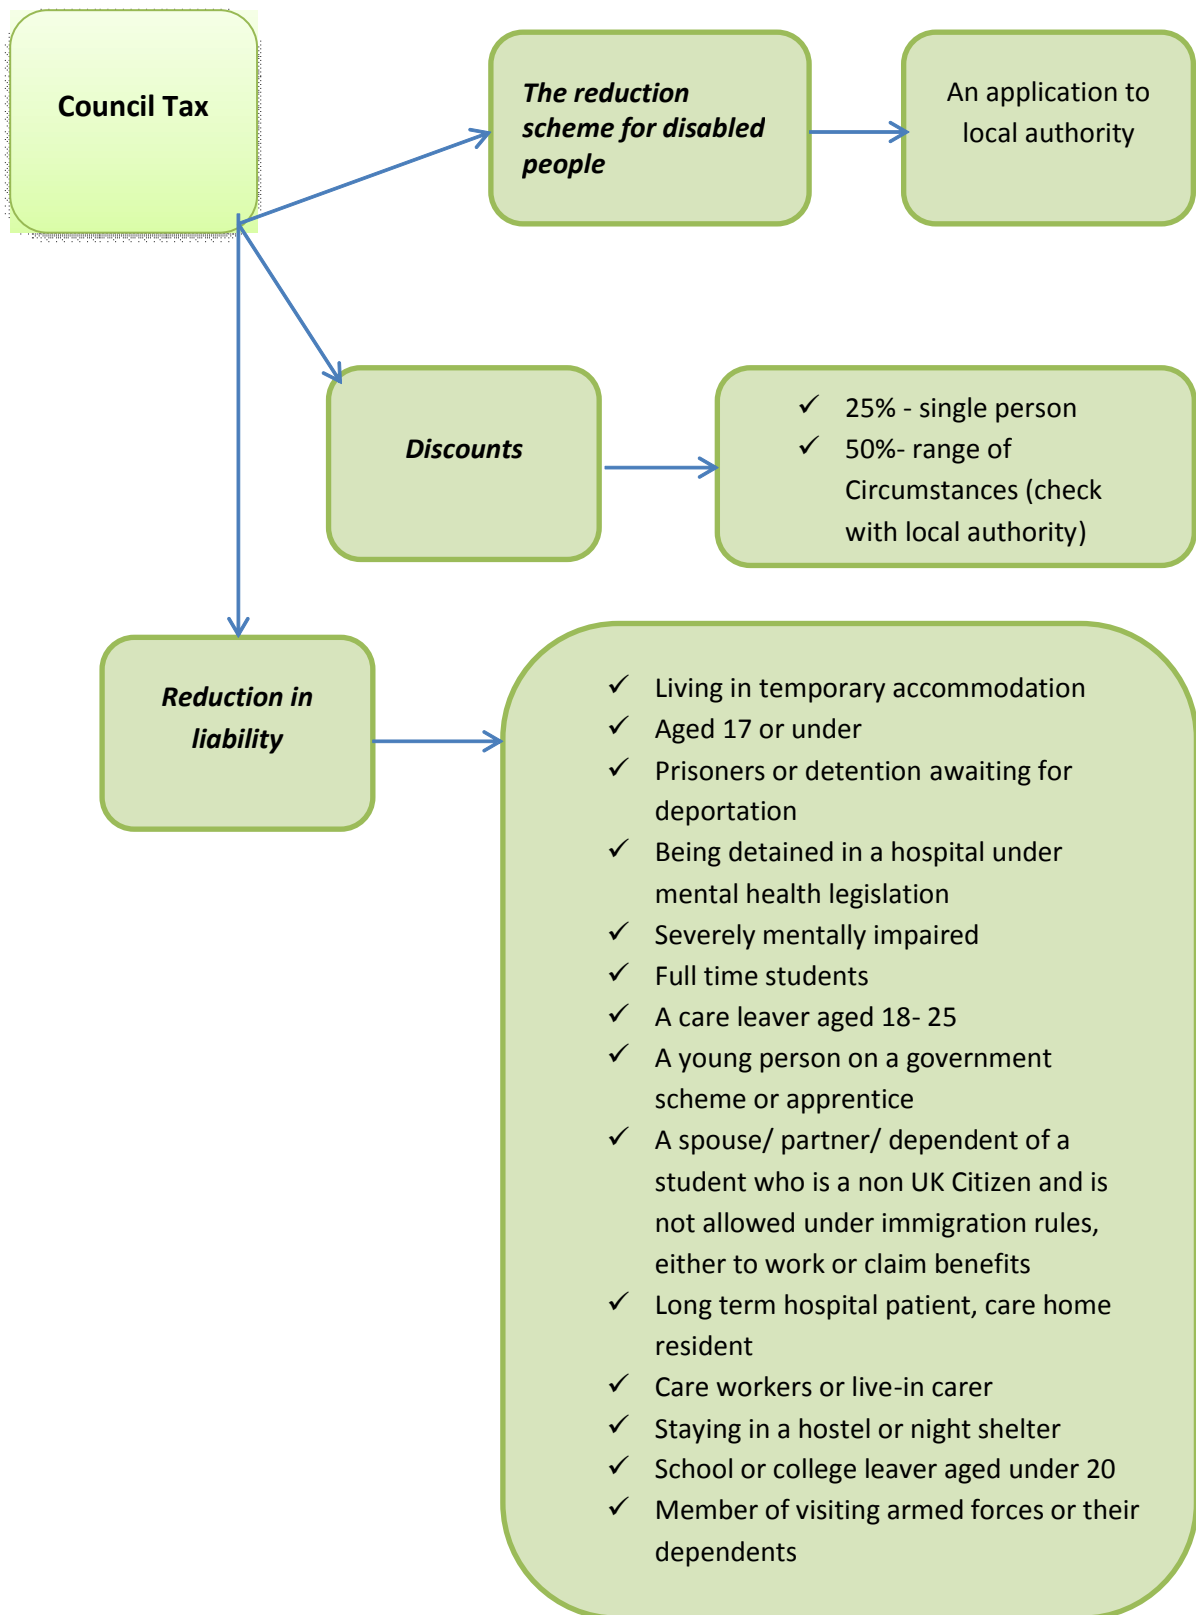 Council Tax
The reduction
scheme for disabled
people
An application to
local authority
Discounts
✓ 25% - single person
✓ 50%- range of
Circumstances (check
with local authority)
Reduction in
liability
✓ Living in temporary accommodation
✓ Aged 17 or under
✓ Prisoners or detention awaiting for
deportation
✓ Being detained in a hospital under
mental health legislation
✓ Severely mentally impaired
✓ Full time students
✓ A care leaver aged 18- 25
✓ A young person on a government
scheme or apprentice
✓ A spouse/ partner/ dependent of a
student who is a non UK Citizen and is
not allowed under immigration rules,
either to work or claim benefits
✓ Long term hospital patient, care home
resident
✓ Care workers or live-in carer
✓ Staying in a hostel or night shelter
✓ School or college leaver aged under 20
✓ Member of visiting armed forces or their
dependents